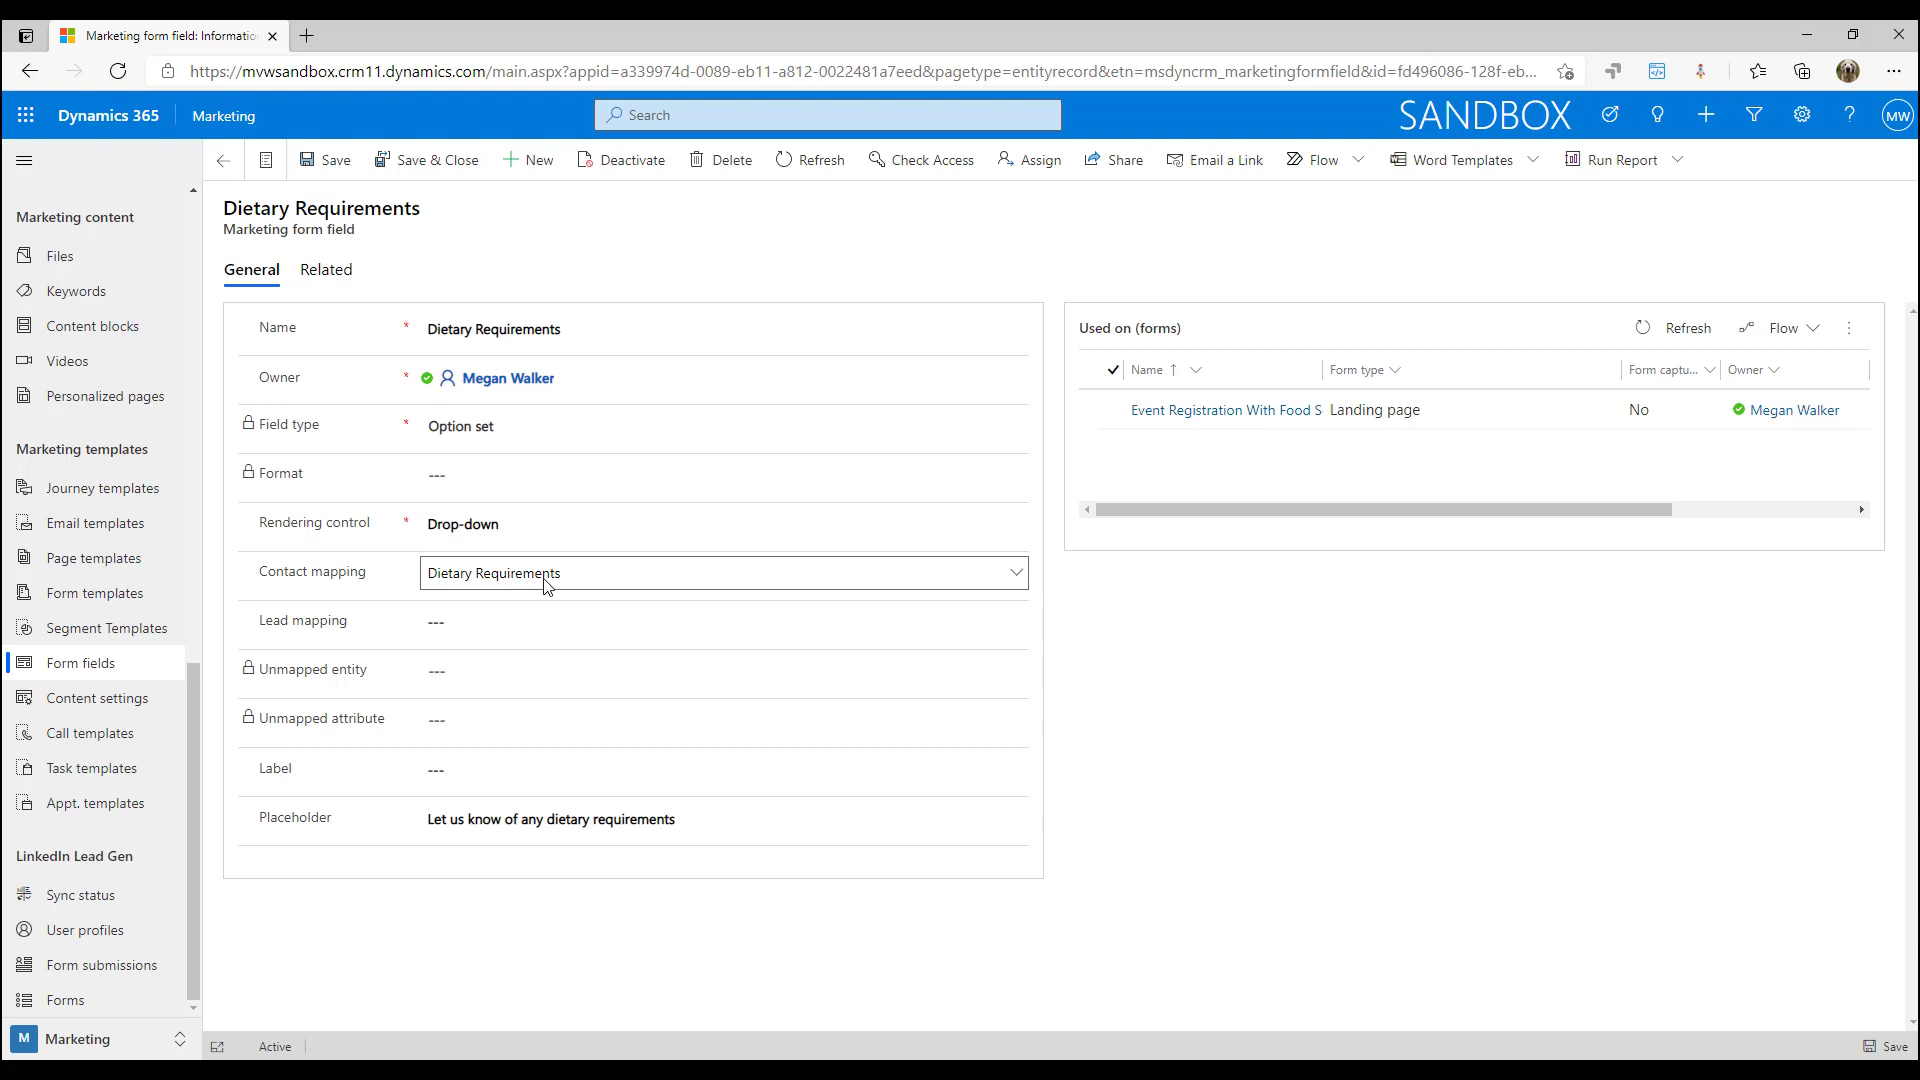 Marketing form field: Informatio
https://mvwsandbox.crm11.dynamics.com/main.aspx?appid=a339974d-0089-eb11-a812-0022481a7eed&pagetype=entityrecord&etn=msdyncrm_marketingformfield&id=fd496086-128f-eb...
Dynamics 365 Marketing Search SANDBOX MW
Save Save & Close New Deactivate Delete Refresh Check Access Assign Share Email a Link Flow Word Templates Run Report
Marketing content
Files
Keywords
Content blocks
Videos
Personalized pages
Marketing templates
Journey templates
Email templates
Page templates
Form templates
Segment Templates
Form fields
Content settings
Call templates
Task templates
Appt. templates
LinkedIn Lead Gen
Sync status
User profiles
Form submissions
Forms
M Marketing
Dietary Requirements
Marketing form field
General Related
Name * Dietary Requirements
Owner * Megan Walker
Field type * Option set
Format ---
Rendering control * Drop-down
Contact mapping Dietary Requirements
Lead mapping ---
Unmapped entity ---
Unmapped attribute ---
Label ---
Placeholder Let us know of any dietary requirements
Used on (forms) Refresh Flow
Name ↑ Form type Form captu... Owner
Event Registration With Food S Landing page No Megan Walker
Active Save